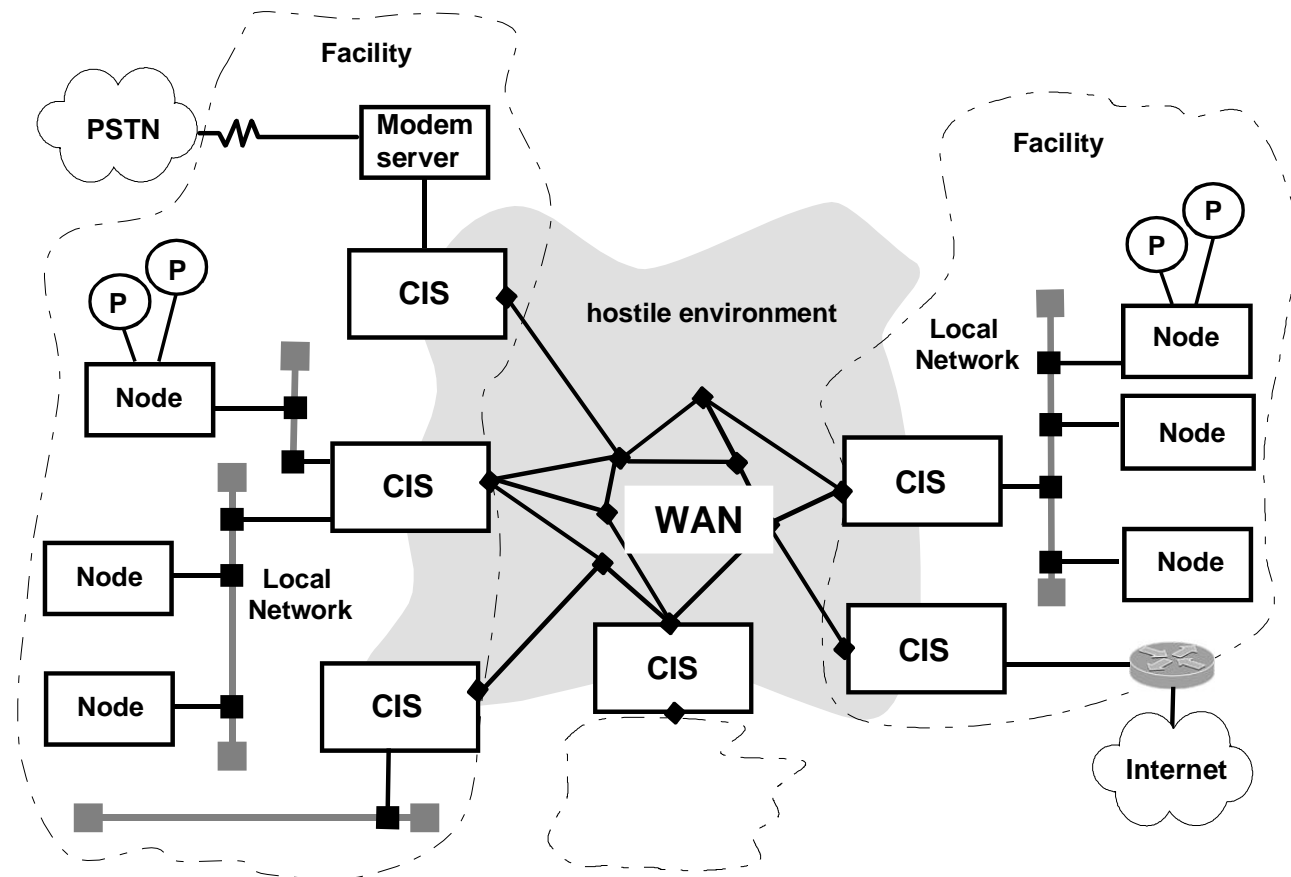 Facility
PSTN
Modem
server
Facility
P
P
CIS
hostile environment
P
P
Node
Local
Network
Node
Node
CIS
WAN
CIS
Node
Node
Local
Network
Node
CIS
CIS
CIS
Node
Internet